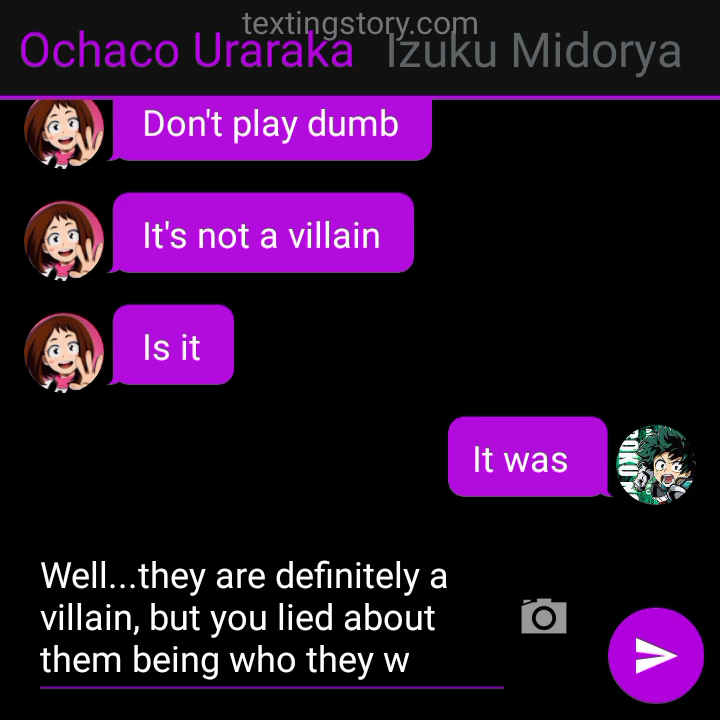 textingstory.com
Ochaco Uraraka Izuku Midorya
Don't play dumb
It's not a villain
Is it
It was
Well...they are definitely a
villain, but you lied about
them being who they w